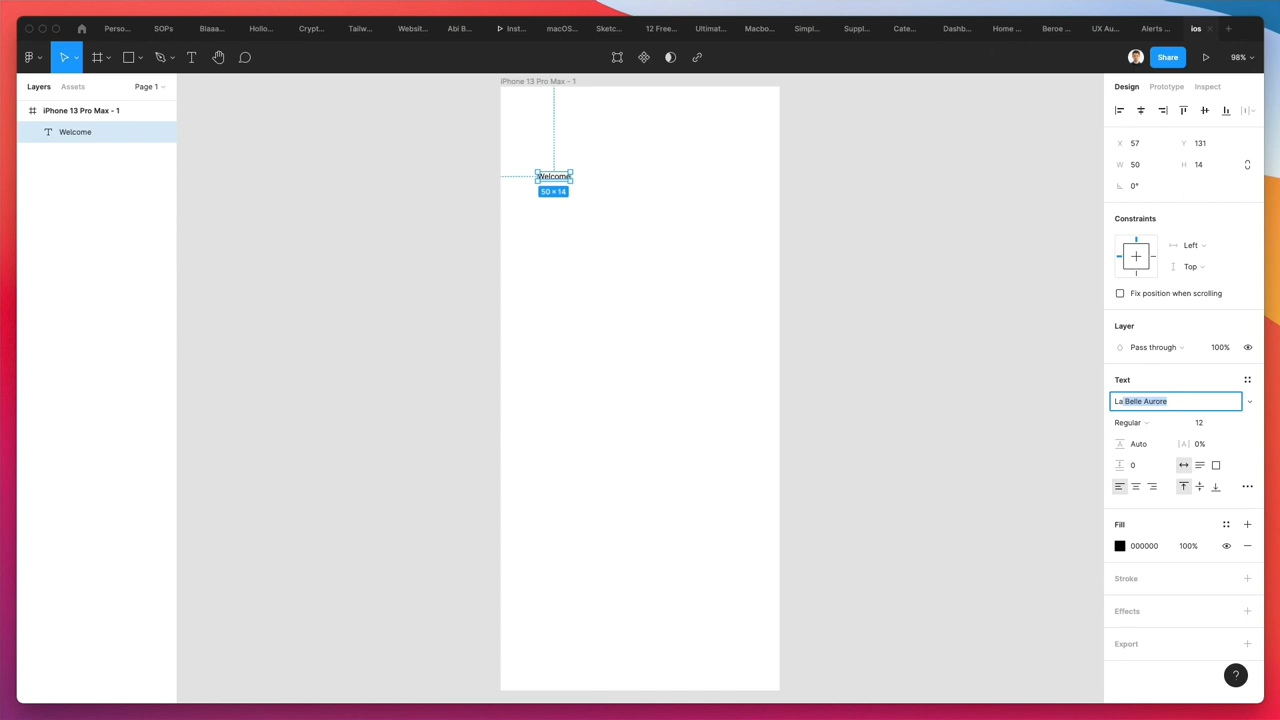 Perso... SOPs Blaaa... Hollo... Crypt... Tailw... Websit... Abi B... Inst... macOS... Sketc... 12 Free... Ultimat... Macbo... Simpl... Suppl... Cate... Dashb... Home ... Beroe ... UX Au... Alerts ... ios
Share 98%
Layers Assets Page 1
iPhone 13 Pro Max - 1
Welcome
iPhone 13 Pro Max - 1
Welcome
50 × 14
Design Prototype Inspect
X 57 Y 131
W 50 H 14
0°
Constraints
Left
Top
Fix position when scrolling
Layer
Pass through 100%
Text
La Belle Aurore
Regular 12
Auto 0%
0
Fill
000000 100%
Stroke
Effects
Export
?